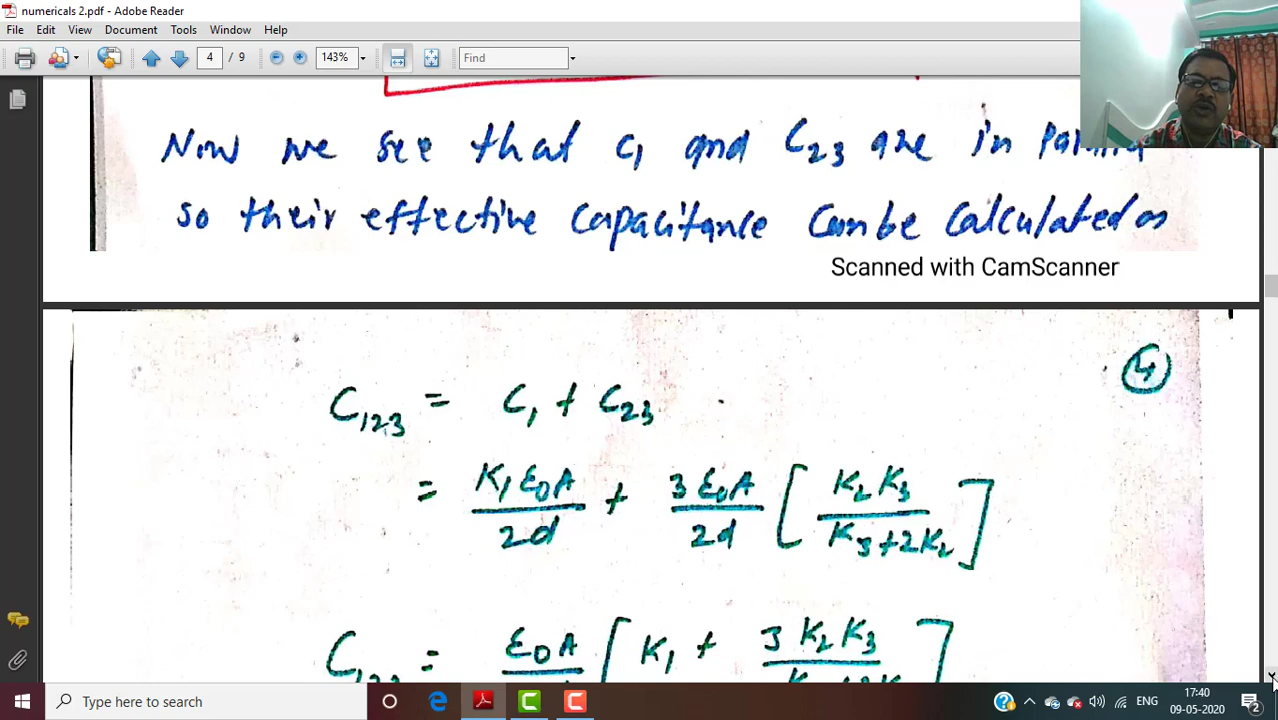 numericals 2.pdf - Adobe Reader
File Edit View Document Tools Window Help
4 / 9 143% Find
Now we see that C₁ and C₂₃ are in
so their effective capacitance can be calculated as
Scanned with CamScanner
4
C₁₂₃ = C₁ + C₂₃
= K₁ε₀A/2d + 3ε₀A/2d [K₂K₃/K₃+2K₂]
C₁₂₃ = ε₀A [K₁ + 3K₂K₃
Type here to search
ENG
17:40
09-05-2020
2